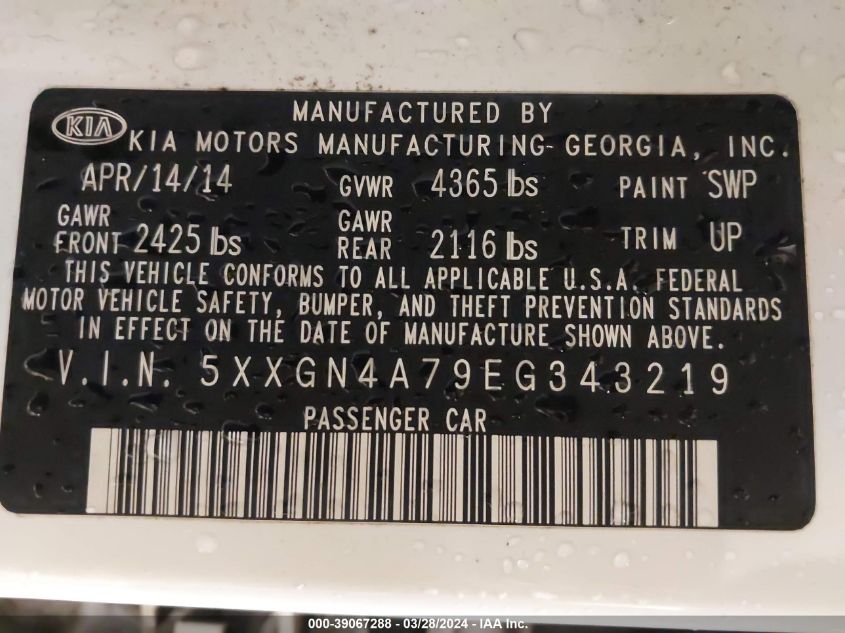 MANUFACTURED BY
KIA KIA MOTORS MANUFACTURING-GEORGIA, INC.
APR/14/14 GVWR 4365 lbs PAINT SWP
GAWR FRONT 2425 lbs GAWR REAR 2116 lbs TRIM UP
THIS VEHICLE CONFORMS TO ALL APPLICABLE U.S.A. FEDERAL
MOTOR VEHICLE SAFETY, BUMPER, AND THEFT PREVENTION STANDARDS
IN EFFECT ON THE DATE OF MANUFACTURE SHOWN ABOVE.
V.I.N. 5XXGN4A79EG343219
PASSENGER CAR
000-39067288 - 03/28/2024 - IAA Inc.